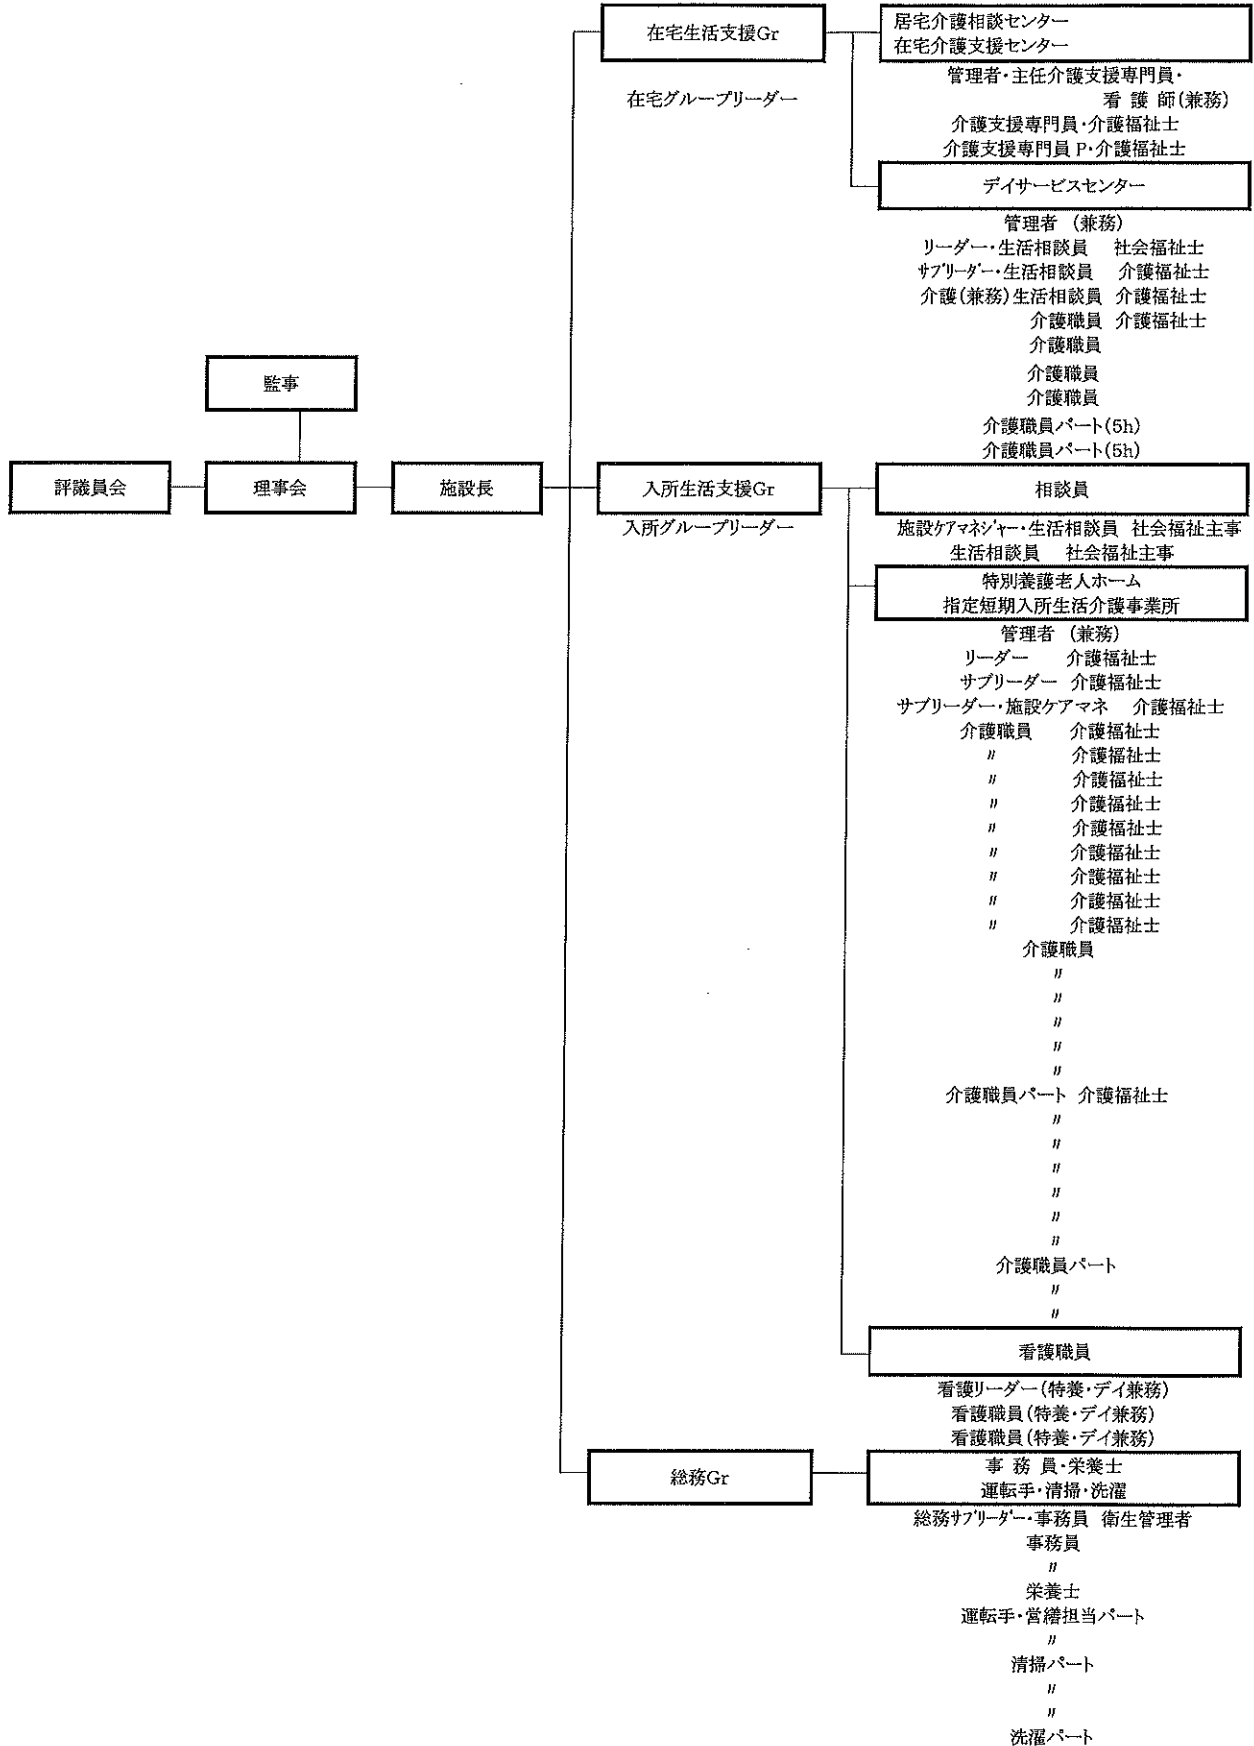 在宅生活支援Gr
在宅グループリーダー
居宅介護相談センター
在宅介護支援センター
管理者・主任介護支援専門員・
看護師(兼務)
介護支援専門員・介護福祉士
介護支援専門員P・介護福祉士
デイサービスセンター
管理者 (兼務)
リーダー・生活相談員 社会福祉士
サブリーダー・生活相談員 介護福祉士
介護(兼務)生活相談員 介護福祉士
介護職員 介護福祉士
介護職員
介護職員
介護職員
介護職員パート(5h)
介護職員パート(5h)
監事
評議員会
理事会
施設長
入所生活支援Gr
入所グループリーダー
相談員
施設ケアマネジャー・生活相談員 社会福祉主事
生活相談員 社会福祉主事
特別養護老人ホーム
指定短期入所生活介護事業所
管理者 (兼務)
リーダー 介護福祉士
サブリーダー 介護福祉士
サブリーダー・施設ケアマネ 介護福祉士
介護職員 介護福祉士
〃 介護福祉士
〃 介護福祉士
〃 介護福祉士
〃 介護福祉士
〃 介護福祉士
〃 介護福祉士
〃 介護福祉士
〃 介護福祉士
介護職員
〃
〃
〃
〃
〃
介護職員パート 介護福祉士
〃
〃
〃
〃
〃
〃
介護職員パート
〃
〃
看護職員
看護リーダー(特養・デイ兼務)
看護職員(特養・デイ兼務)
看護職員(特養・デイ兼務)
総務Gr
事務員・栄養士
運転手・清掃・洗濯
総務サブリーダー・事務員 衛生管理者
事務員
〃
栄養士
運転手・営繕担当パート
〃
清掃パート
〃
〃
洗濯パート